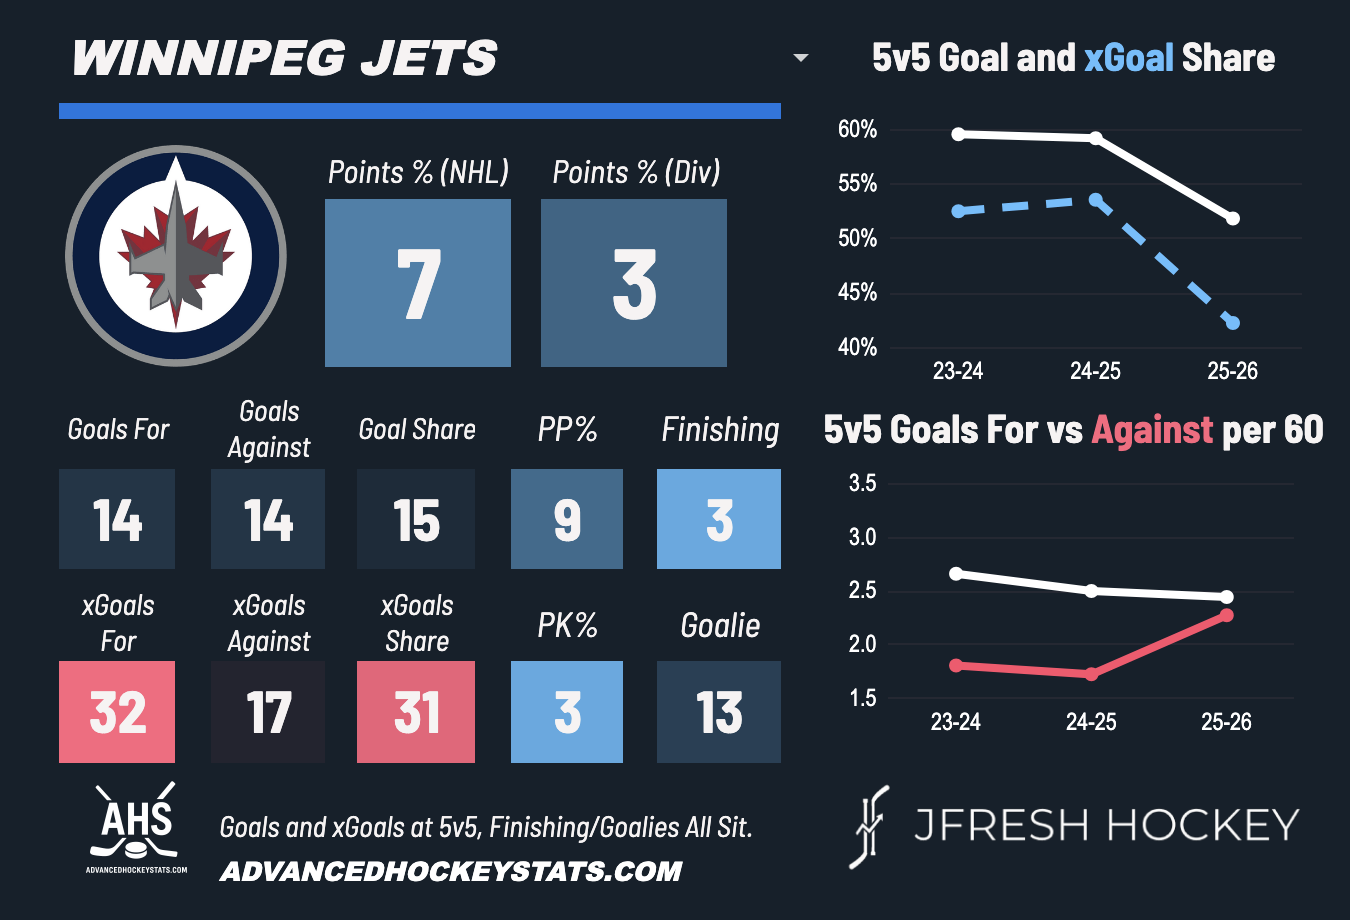 WINNIPEG JETS
Points % (NHL)
Points % (Div)
7
3
Goals For
Goals
Against
Goal Share
PP%
Finishing
14
14
15
9
3
xGoals
For
xGoals
Against
xGoals
Share
PK%
Goalie
32
17
31
3
13
AHS
ADVANCEDHOCKEYSTATS.COM
Goals and xGoals at 5v5, Finishing/Goalies All Sit.
ADVANCEDHOCKEYSTATS.COM
5v5 Goal and xGoal Share
60%
55%
50%
45%
40%
23-24
24-25
25-26
5v5 Goals For vs Against per 60
3.5
3.0
2.5
2.0
1.5
23-24
24-25
25-26
JFRESH HOCKEY